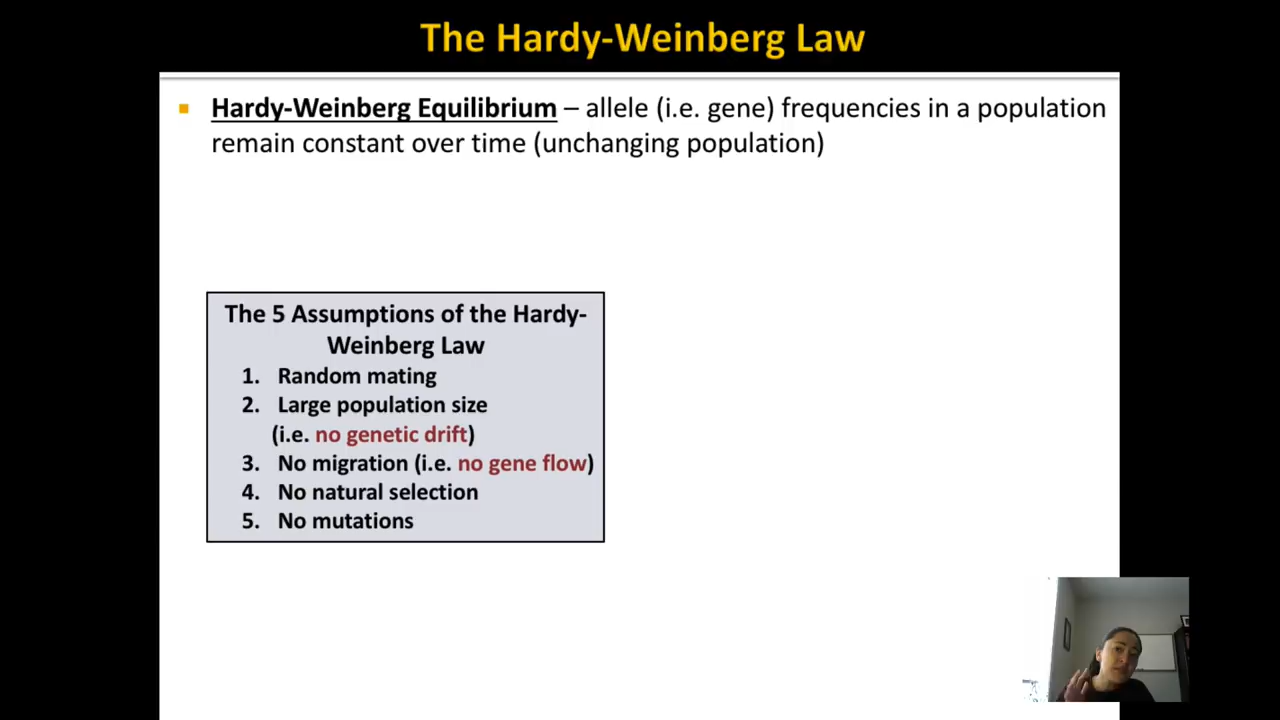 The Hardy-Weinberg Law
Hardy-Weinberg Equilibrium – allele (i.e. gene) frequencies in a population
remain constant over time (unchanging population)
The 5 Assumptions of the Hardy-
Weinberg Law
1. Random mating
2. Large population size
(i.e. no genetic drift)
3. No migration (i.e. no gene flow)
4. No natural selection
5. No mutations